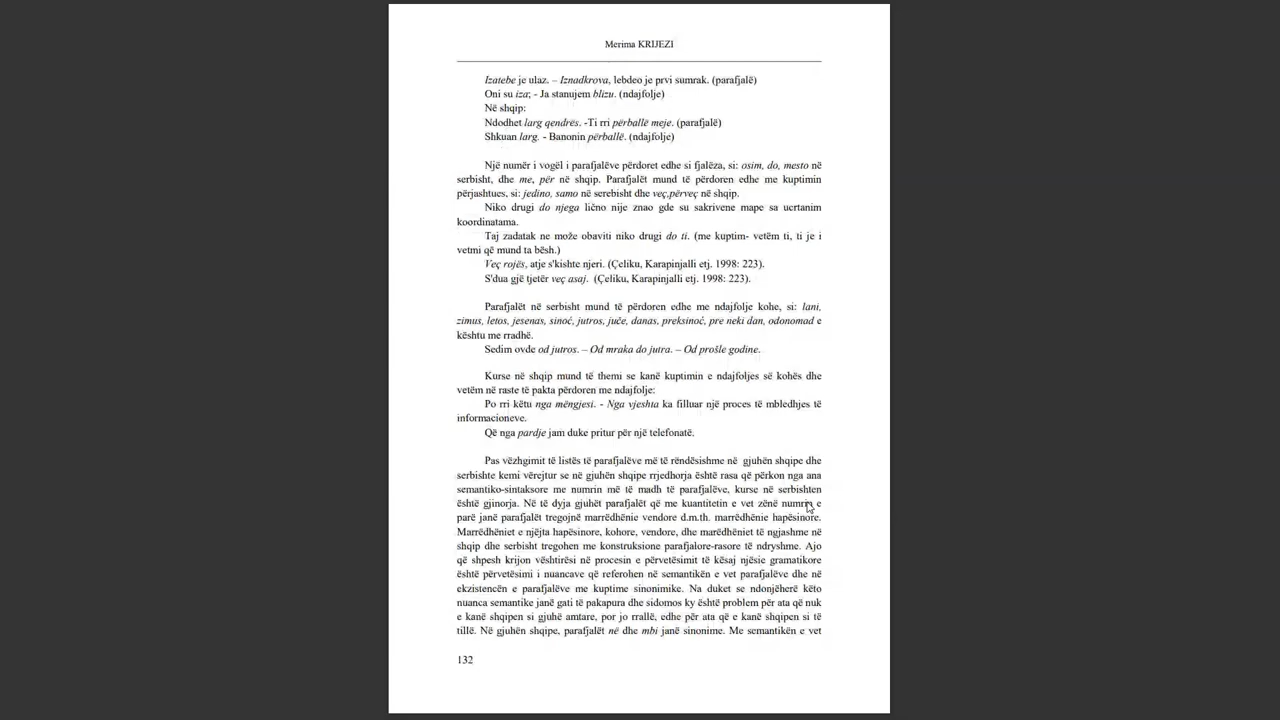 Merima KRIJEZI
Izatebe je ulaz. – Iznadkrova, lebdeo je prvi sumrak. (parafjalë)
Oni su iza; - Ja stanujem blizu. (ndajfolje)
Në shqip:
Ndodhet larg qendrës. -Ti rri përballë meje. (parafjalë)
Shkuan larg. - Banonin përballë. (ndajfolje)
Një numër i vogël i parafjalëve përdoret edhe si fjalëza, si: osim, do, mesto në
serbisht, dhe me, për në shqip. Parafjalët mund të përdoren edhe me kuptimin
përjashtues, si: jedino, samo në serebisht dhe veç,përveç në shqip.
Niko drugi do njega lično nije znao gde su sakrivene mape sa ucrtanim
koordinatama.
Taj zadatak ne može obaviti niko drugi do ti. (me kuptim- vetëm ti, ti je i
vetmi që mund ta bësh.)
Veç rojës, atje s'kishte njeri. (Çeliku, Karapinjalli etj. 1998: 223).
S'dua gjë tjetër veç asaj. (Çeliku, Karapinjalli etj. 1998: 223).
Parafjalët në serbisht mund të përdoren edhe me ndajfolje kohe, si: lani,
zimus, letos, jesenas, sinoć, jutros, juče, danas, preksinoć, pre neki dan, odonomad e
kështu me rradhë.
Sedim ovde od jutros. – Od mraka do jutra. – Od prošle godine.
Kurse në shqip mund të themi se kanë kuptimin e ndajfoljes së kohës dhe
vetëm në raste të pakta përdoren me ndajfolje:
Po rri këtu nga mëngjesi. - Nga vjeshta ka filluar një proces të mbledhjes të
informacioneve.
Që nga pardje jam duke pritur për një telefonatë.
Pas vëzhgimit të listës të parafjalëve më të rëndësishme në gjuhën shqipe dhe
serbishte kemi vërejtur se në gjuhën shqipe rrjedhorja është rasa që përkon nga ana
semantiko-sintaksore me numrin më të madh të parafjalëve, kurse në serbishten
është gjinorja. Në të dyja gjuhët parafjalët që me kuantitetin e vet zënë numrin e
parë janë parafjalët tregojnë marrëdhënie vendore d.m.th. marrëdhënie hapësinore.
Marrëdhëniet e njëjta hapësinore, kohore, vendore, dhe marëdhëniet të ngjashme në
shqip dhe serbisht tregohen me konstruksione parafjalore-rasore të ndryshme. Ajo
që shpesh krijon vështirësi në procesin e përvetësimit të kësaj njësie gramatikore
është përvetësimi i nuancave që referohen në semantikën e vet parafjalëve dhe në
ekzistencën e parafjalëve me kuptime sinonimike. Na duket se ndonjëherë këto
nuanca semantike janë gati të pakapura dhe sidomos ky është problem për ata që nuk
e kanë shqipen si gjuhë amtare, por jo rrallë, edhe për ata që e kanë shqipen si të
tillë. Në gjuhën shqipe, parafjalët në dhe mbi janë sinonime. Me semantikën e vet
132